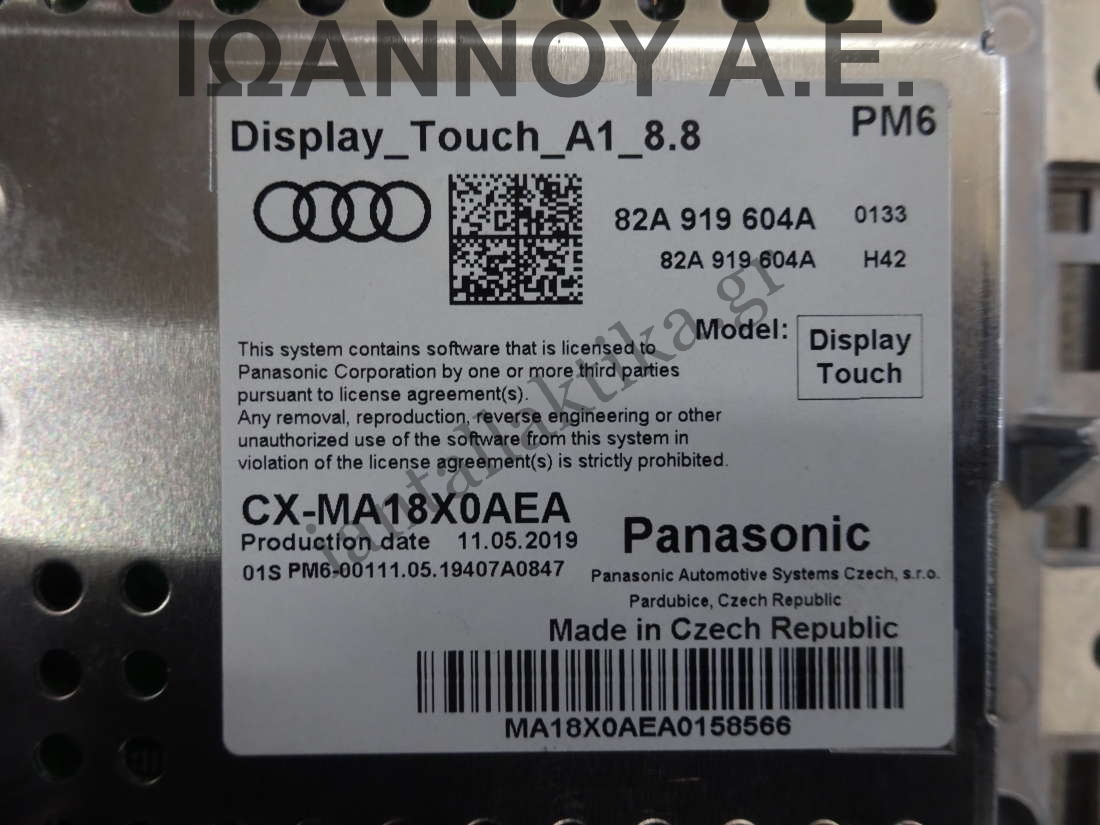 ΙΩΑΝΝΟΥ Α.Ε.
Display_Touch_A1_8.8
PM6
82A 919 604A 0133
82A 919 604A H42
Model: Display Touch
This system contains software that is licensed to
Panasonic Corporation by one or more third parties
pursuant to license agreement(s).
Any removal, reproduction, reverse engineering or other
unauthorized use of the software from this system in
violation of the license agreement(s) is strictly prohibited.
CX-MA18X0AEA
Production date 11.05.2019
01S PM6-00111.05.19407A0847
Panasonic
Panasonic Automotive Systems Czech, s.r.o.
Pardubice, Czech Republic
Made in Czech Republic
MA18X0AEA0158566
iantallaktika.gr